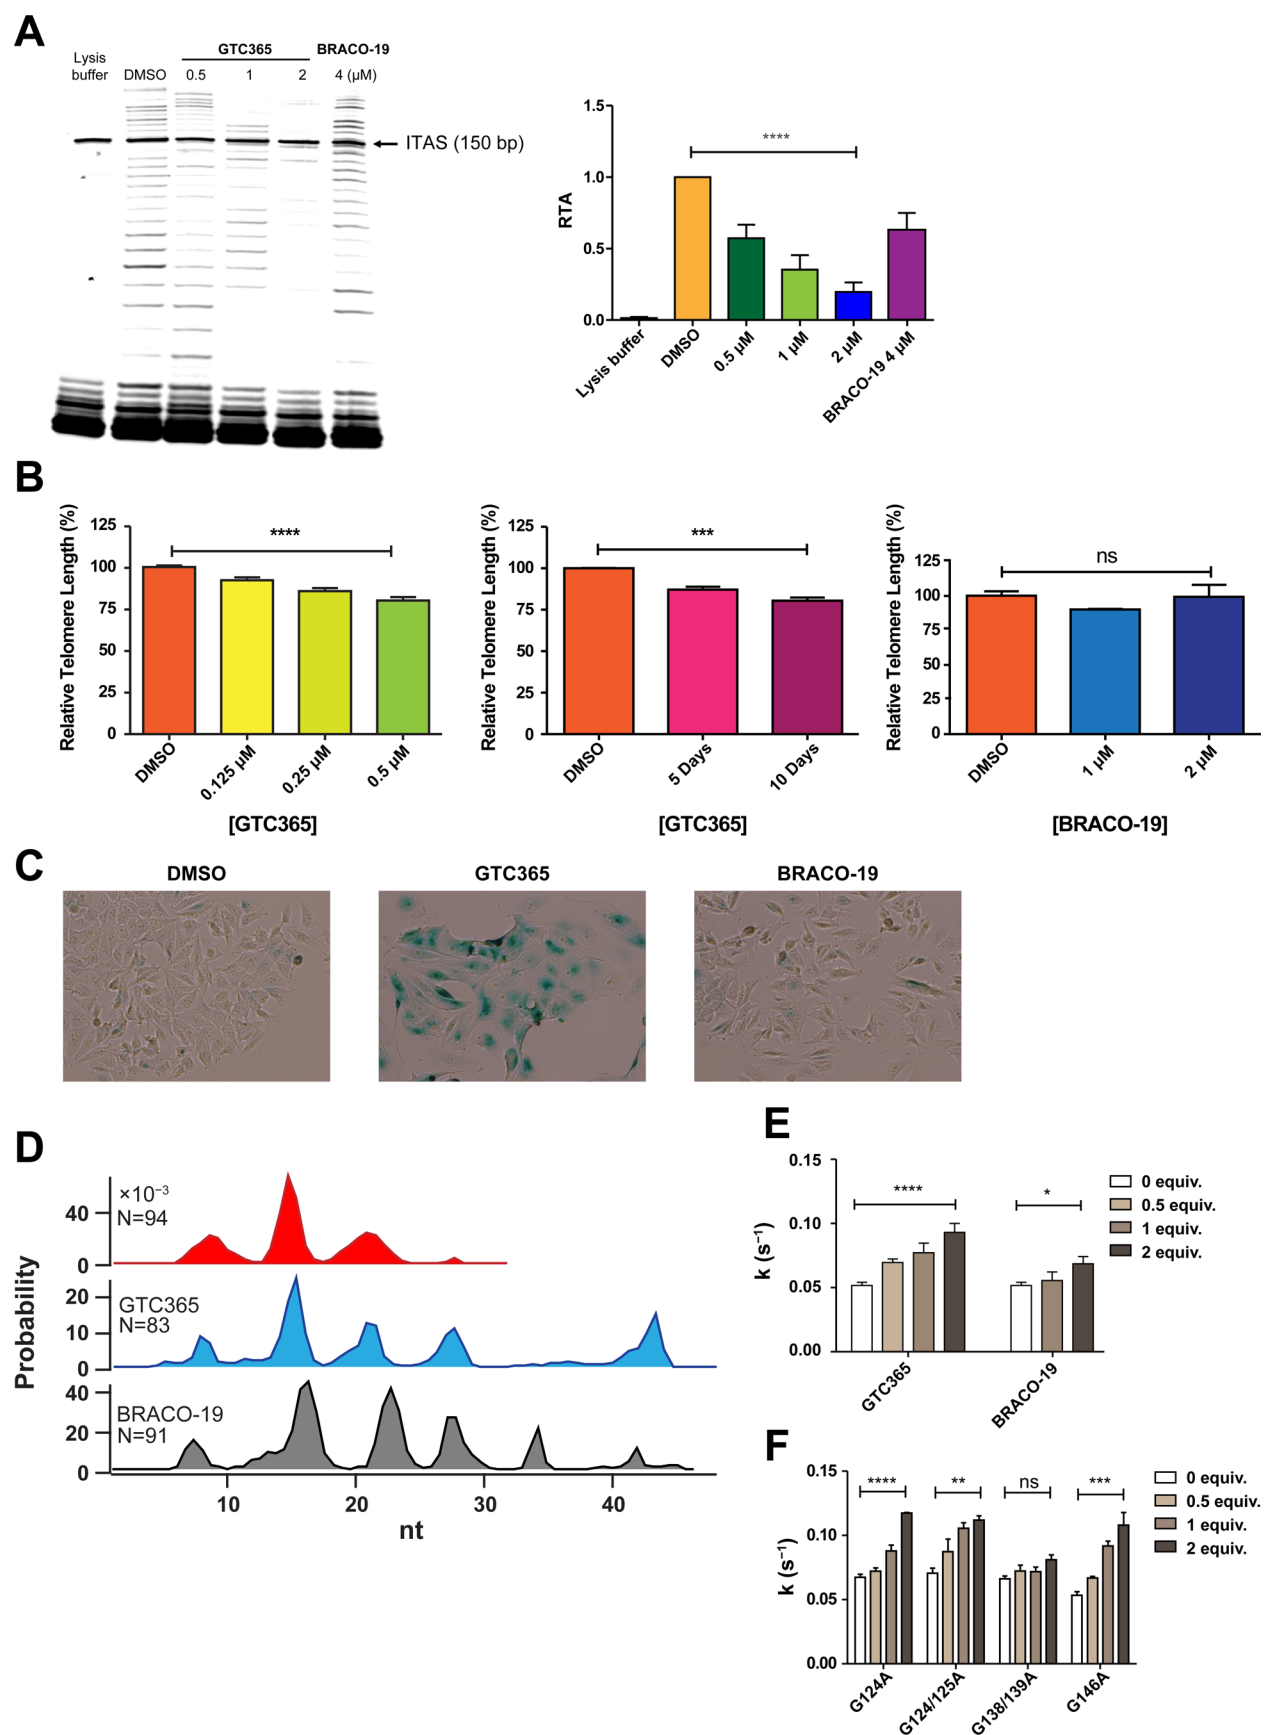 A
Lysis
buffer
DMSO
GTC365
0.5 1 2
BRACO-19
4 (µM)
ITAS (150 bp)
RTA
1.5
1.0
0.5
0.0
****
Lysis buffer
DMSO
0.5 µM
1 µM
2 µM
BRACO-19 4 µM
B
Relative Telomere Length (%)
125
100
75
50
25
0
****
DMSO
0.125 µM
0.25 µM
0.5 µM
[GTC365]
Relative Telomere Length (%)
125
100
75
50
25
0
***
DMSO
5 Days
10 Days
[GTC365]
Relative Telomere Length (%)
125
100
75
50
25
0
ns
DMSO
1 µM
2 µM
[BRACO-19]
C
DMSO
GTC365
BRACO-19
D
Probability
×10⁻³
N=94
40
0
GTC365
N=83
20
10
0
BRACO-19
N=91
40
20
0
10 20 30 40
nt
E
k (s⁻¹)
0.15
0.10
0.05
0.00
****
*
GTC365
BRACO-19
0 equiv.
0.5 equiv.
1 equiv.
2 equiv.
F
k (s⁻¹)
0.15
0.10
0.05
0.00
****
**
ns
***
G124A
G124/125A
G138/139A
G146A
0 equiv.
0.5 equiv.
1 equiv.
2 equiv.